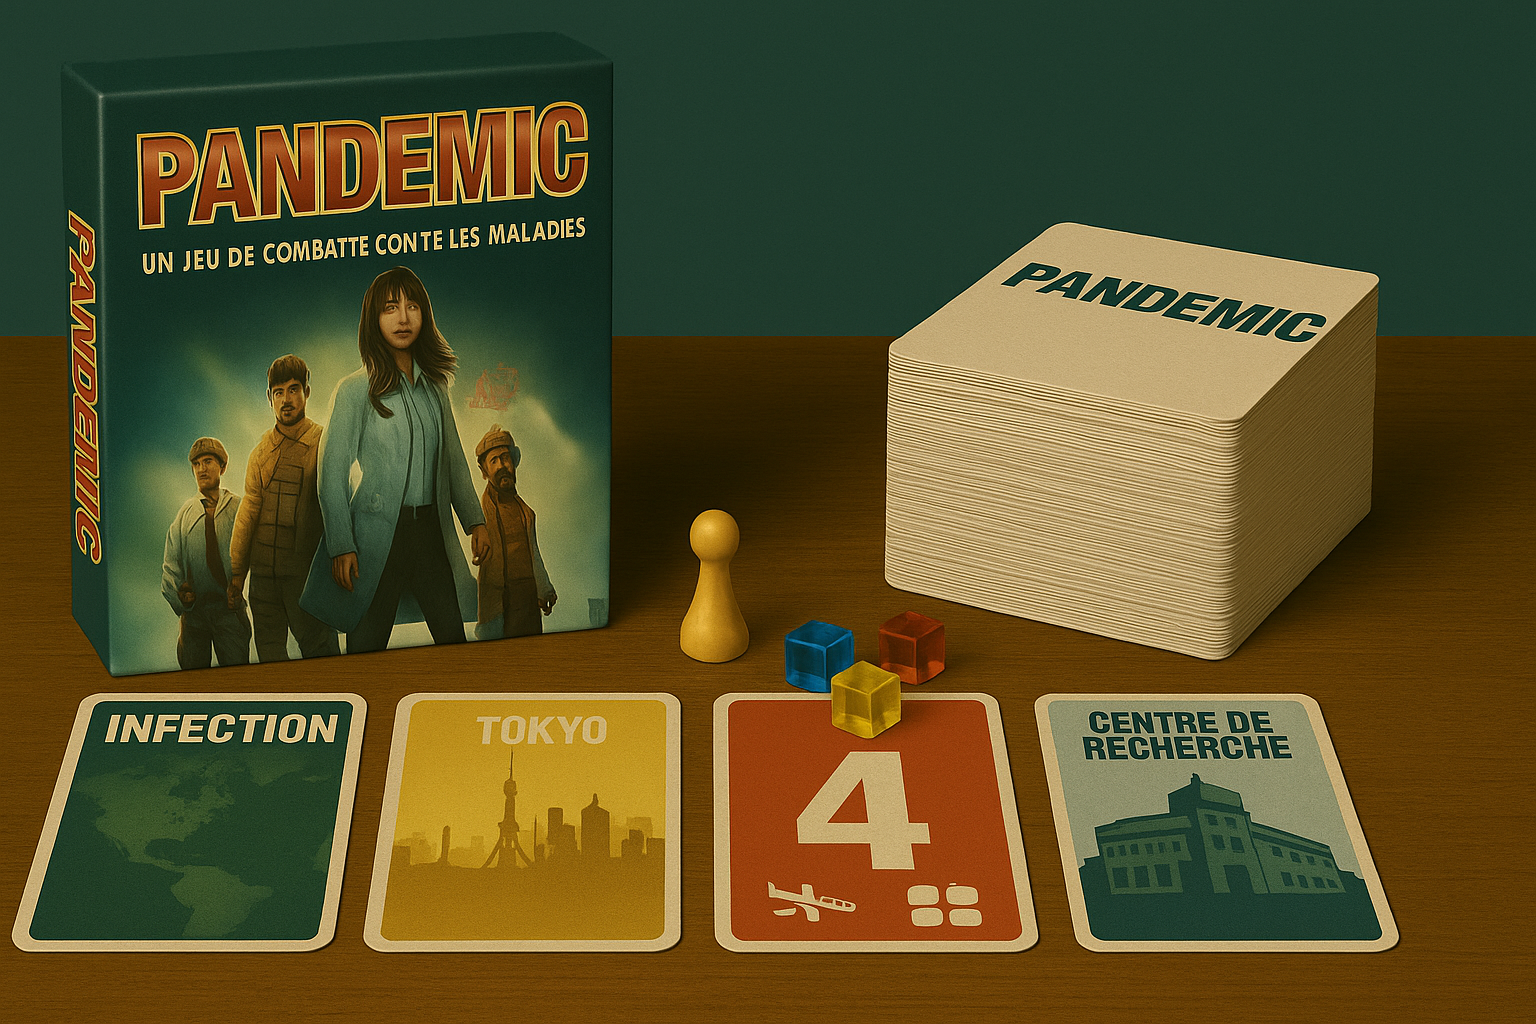 PANDEMIC
UN JEU DE COMBATTE CONTE LES MALADIES
PANDEMIC
PANDEMIC
INFECTION
TOKYO
4
CENTRE DE
RECHERCHE